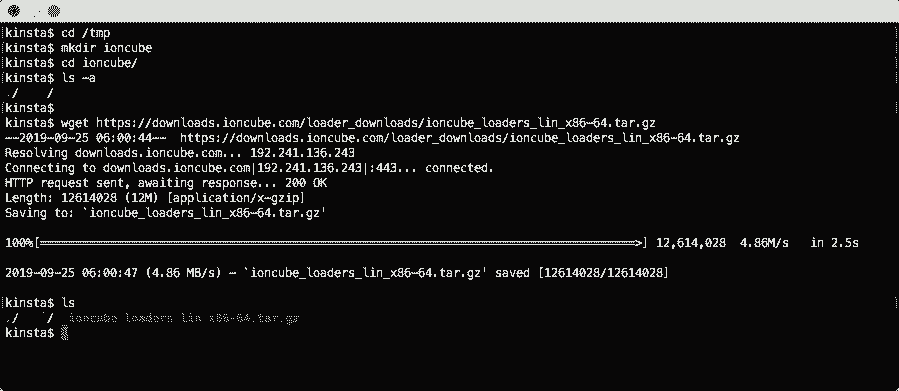 kinsta$ cd /tmp
kinsta$ mkdir ioncube
kinsta$ cd ioncube/
kinsta$ ls -a
./ /
kinsta$
kinsta$ wget https://downloads.ioncube.com/loader_downloads/ioncube_loaders_lin_x86-64.tar.gz
--2019-09-25 06:00:44-- https://downloads.ioncube.com/loader_downloads/ioncube_loaders_lin_x86-64.tar.gz
Resolving downloads.ioncube.com... 192.241.136.243
Connecting to downloads.ioncube.com|192.241.136.243|:443... connected.
HTTP request sent, awaiting response... 200 OK
Length: 12614028 (12M) [application/x-gzip]
Saving to: `ioncube_loaders_lin_x86-64.tar.gz'
100%[======================================================================================>] 12,614,028 4.86M/s in 2.5s
2019-09-25 06:00:47 (4.86 MB/s) - `ioncube_loaders_lin_x86-64.tar.gz' saved [12614028/12614028]
kinsta$ ls
./ / ioncube_loaders_lin_x86-64.tar.gz
kinsta$